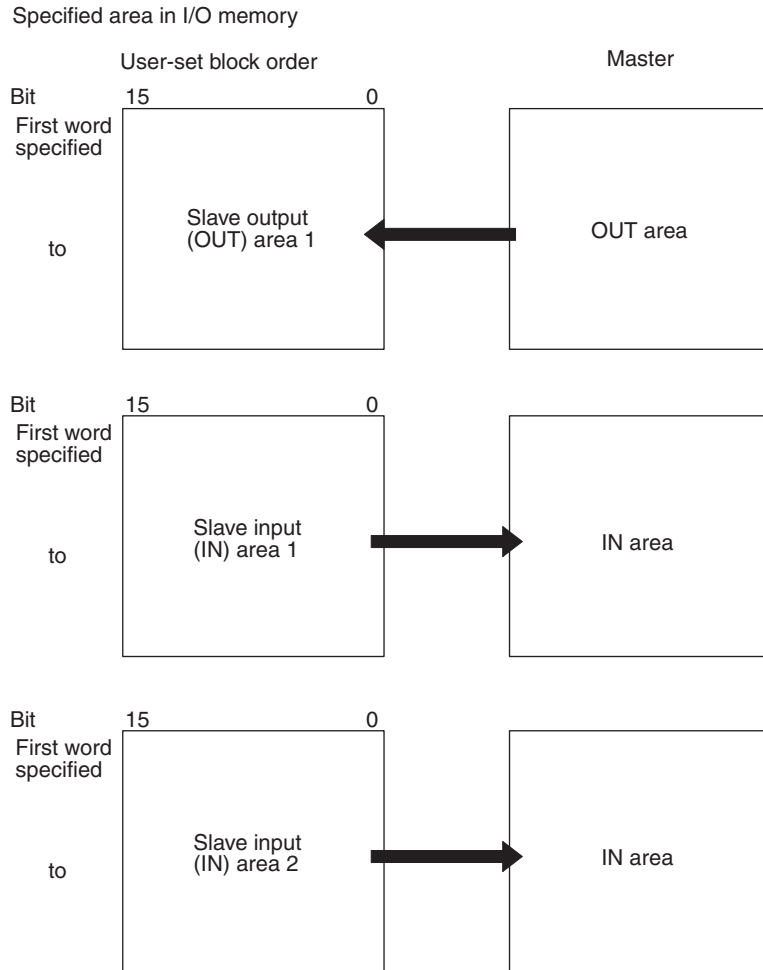 Specified area in I/O memory
User-set block order
Master
Bit 15 0
First word
specified
to
Slave output
(OUT) area 1
OUT area
Bit 15 0
First word
specified
to
Slave input
(IN) area 1
IN area
Bit 15 0
First word
specified
to
Slave input
(IN) area 2
IN area